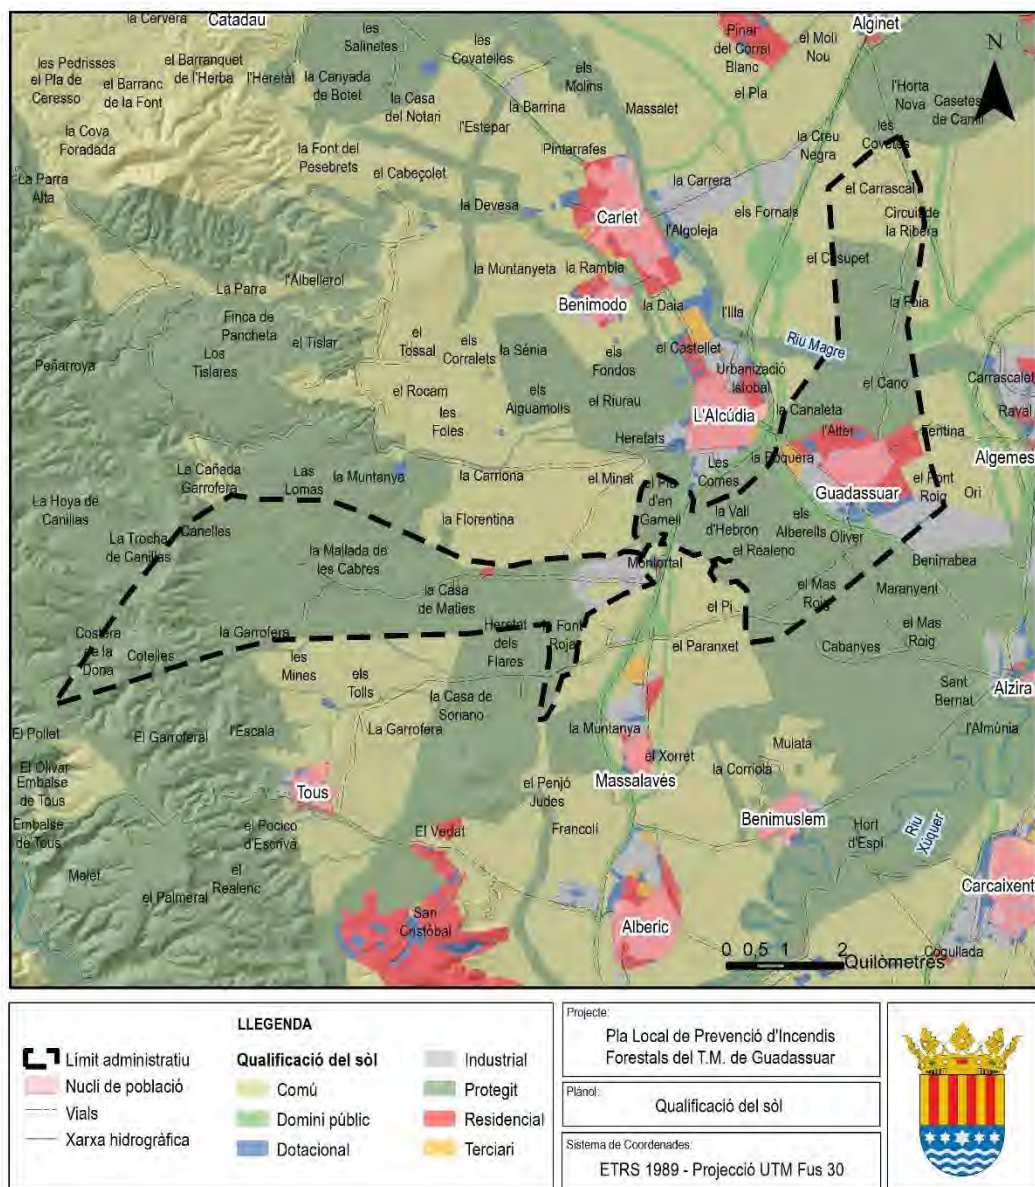 la Cervera
Catadau
les
Salinetes
les
Covatelles
Pinar
del Corral
Blanc
el Moli
Nou
Alginet
N
les Pedrisses
el Pla de
Ceresso
el Barranc
de la Font
el Barranquet
de l'Herba
l'Heretat
la Canyada
de Botet
la Casa
del Notari
la Barrina
els
Molins
Massalet
el Pla
l'Horta
Nova
Casetes
de Camil
la Cova
Foradada
la Font del
Pesebrets
l'Estepar
Pintarrafes
la Creu
Negra
les
Covetes
La Parra
Alta
el Cabeçolet
la Devesa
Carlet
la Carrera
l'Algoleja
els Fornals
el Carrascal
Circuit de
la Ribera
l'Albellerol
la Muntanyeta
la Rambla
el Casupet
La Parra
Benimodo
la Daia
l'Illa
la Foia
Finca de
Pancheta
el Tislar
el
Tossal
els
Corralets
la Sénia
els
Fondos
el Castellet
Riu Magre
Peñarroya
Los
Tislares
el Rocam
les
Foles
els
Aiguamolls
el Riurau
Urbanizació
Istobal
L'Alcúdia
el Cano
la Canaleta
l'Alter
Carrascalet
Raval
Heretats
Tentina
Algemes
La Cañada
Garrofera
Las
Lomas
la Muntanya
la Carriona
el Minat
Les
Comes
la Boquera
Guadassuar
el Pont
Roig
Ori
La Hoya de
Canillas
el Pla
d'en
Gamell
la Florentina
la Vall
d'Hebron
els
Alberells
Oliver
La Trocha
de Canillas
Canelles
la Mallada de
les Cabres
Montortal
el Realenc
Benirrabea
la Casa
de Maties
el Mas
Roig
Maranyent
Costera
de la
Dona
Cotelles
la Garrofera
Heretat
dels
Flares
la Font
Roja
el Pi
el Paranxet
Cabanyes
el Mas
Roig
les
Mines
els
Tolls
la Casa de
Soriano
Sant
Bernat
Alzira
El Pollet
El Garroferal
l'Escala
La Garrofera
la Muntanya
l'Almúnia
El Olivar
Embalse
de Tous
Tous
el Xorret
Massalavés
Mulata
la Corriola
Embalse
de Tous
el Pocico
d'Escrivà
El Vedat
el Penjó
Judes
Francolí
Benimuslem
Hort
d'Espí
Riu
Xúquer
Malet
el
Realenc
el Palmeral
San
Cristóbal
Alberic
Carcaixent
Cogullada
0 0,5 1 2
Quilòmetres
LLEGENDA
Límit administratiu
Nucli de població
Vials
Xarxa hidrogràfica
Qualificació del sòl
Comú
Domini públic
Dotacional
Industrial
Protegit
Residencial
Terciari
Projecte:
Pla Local de Prevenció d'Incendis
Forestals del T.M. de Guadassuar
Plànol:
Qualificació del sòl
Sistema de Coordenades:
ETRS 1989 - Projecció UTM Fus 30